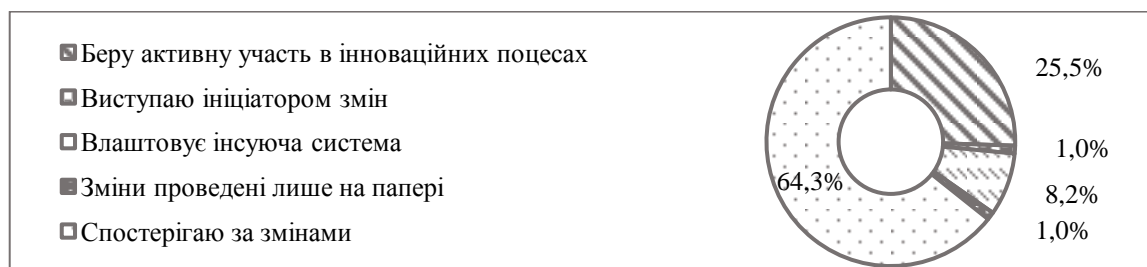 Беру активну участь в інноваційних поцесах
Виступаю ініціатором змін
Влаштовує інсуюча система
Зміни проведені лише на папері
Спостерігаю за змінами
25,5%
1,0%
8,2%
1,0%
64,3%